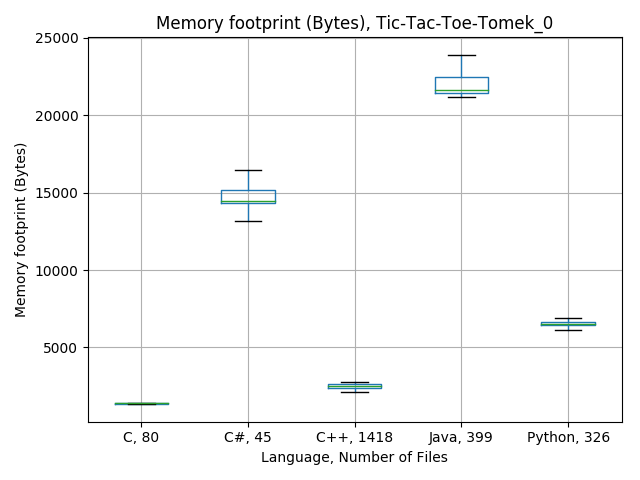 Memory footprint (Bytes), Tic-Tac-Toe-Tomek_0
Memory footprint (Bytes)
25000
20000
15000
10000
5000
C, 80
C#, 45
C++, 1418
Java, 399
Python, 326
Language, Number of Files